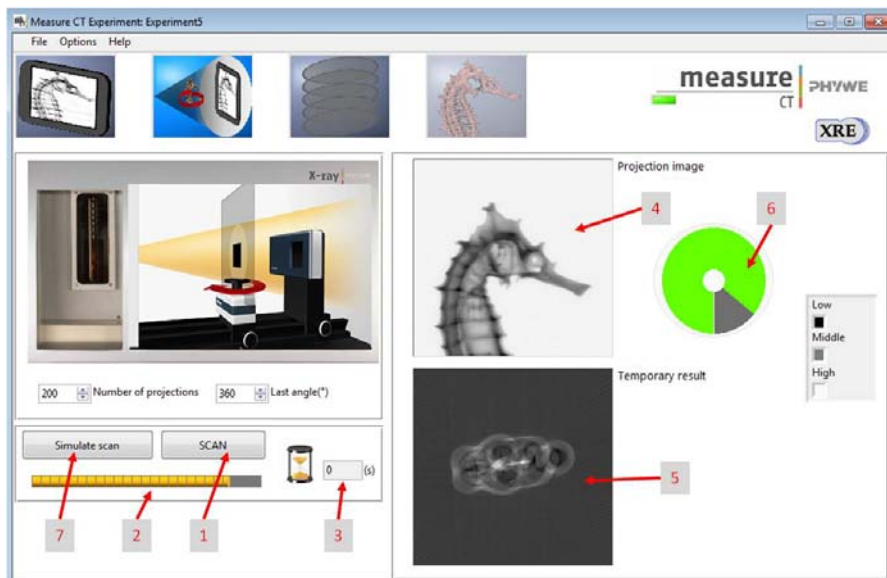 Measure CT Experiment: Experiment5
File Options Help
measure
CT
PHYWE
XRE
X-ray
Projection image
4
6
Low
Middle
High
200 Number of projections 360 Last angle(°)
Temporary result
Simulate scan SCAN
0 (s)
5
7 2 1 3